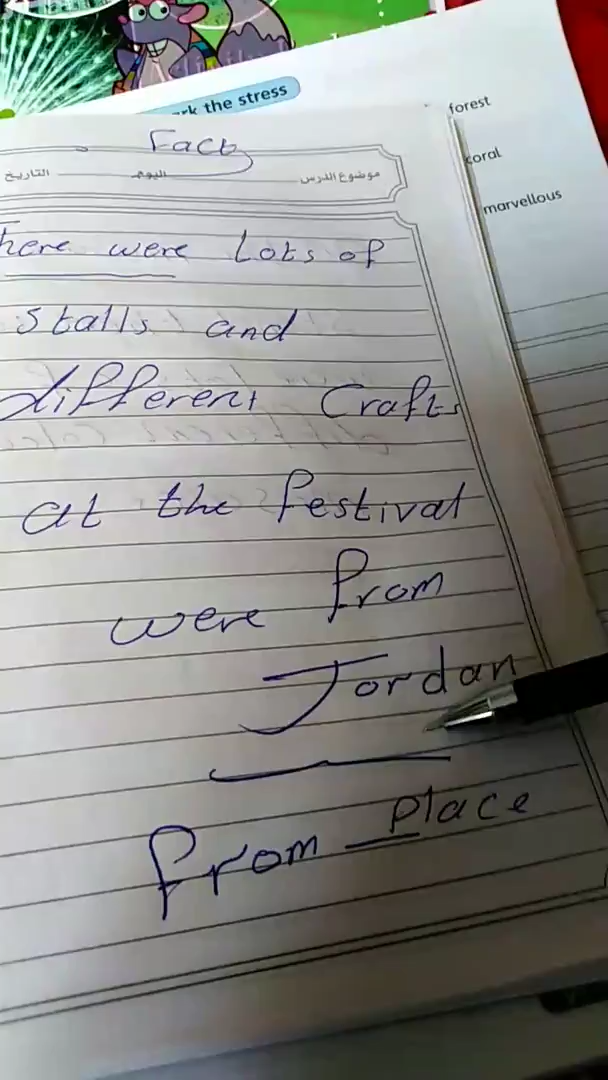 rk the stress
forest
coral
marvellous
Fact
موضوع الدرس اليوم التاريخ
here were Lots of
Stalls and
different Crafts
at the festival
were from
Jordan
from Place